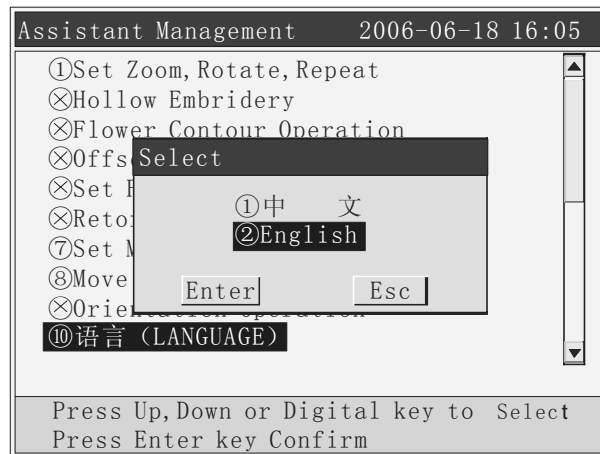 Assistant Management 2006-06-18 16:05
①Set Zoom,Rotate,Repeat
⊗Hollow Embridery
⊗Flower Contour Operation
⊗Offs
Select
⊗Set
①中 文
⊗Reto
②English
⑦Set
⑧Move
Enter Esc
⊗Orientation operation
⑩语言 (LANGUAGE)
Press Up,Down or Digital key to Select
Press Enter key Confirm